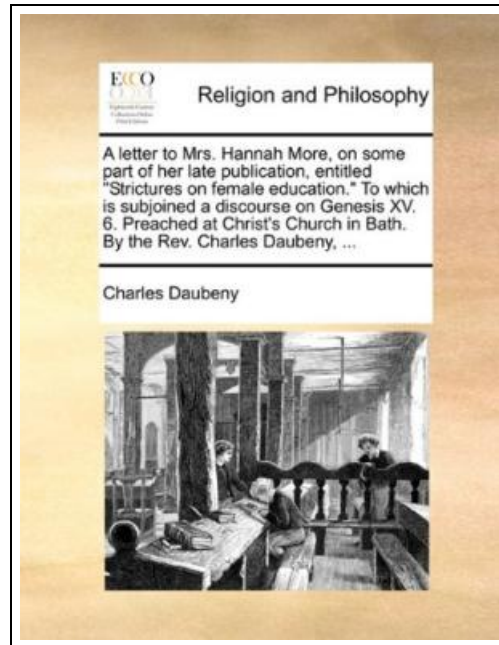 ECCO
Religion and Philosophy
A letter to Mrs. Hannah More, on some
part of her late publication, entitled
"Strictures on female education." To which
is subjoined a discourse on Genesis XV.
6. Preached at Christ's Church in Bath.
By the Rev. Charles Daubeny, ...
Charles Daubeny